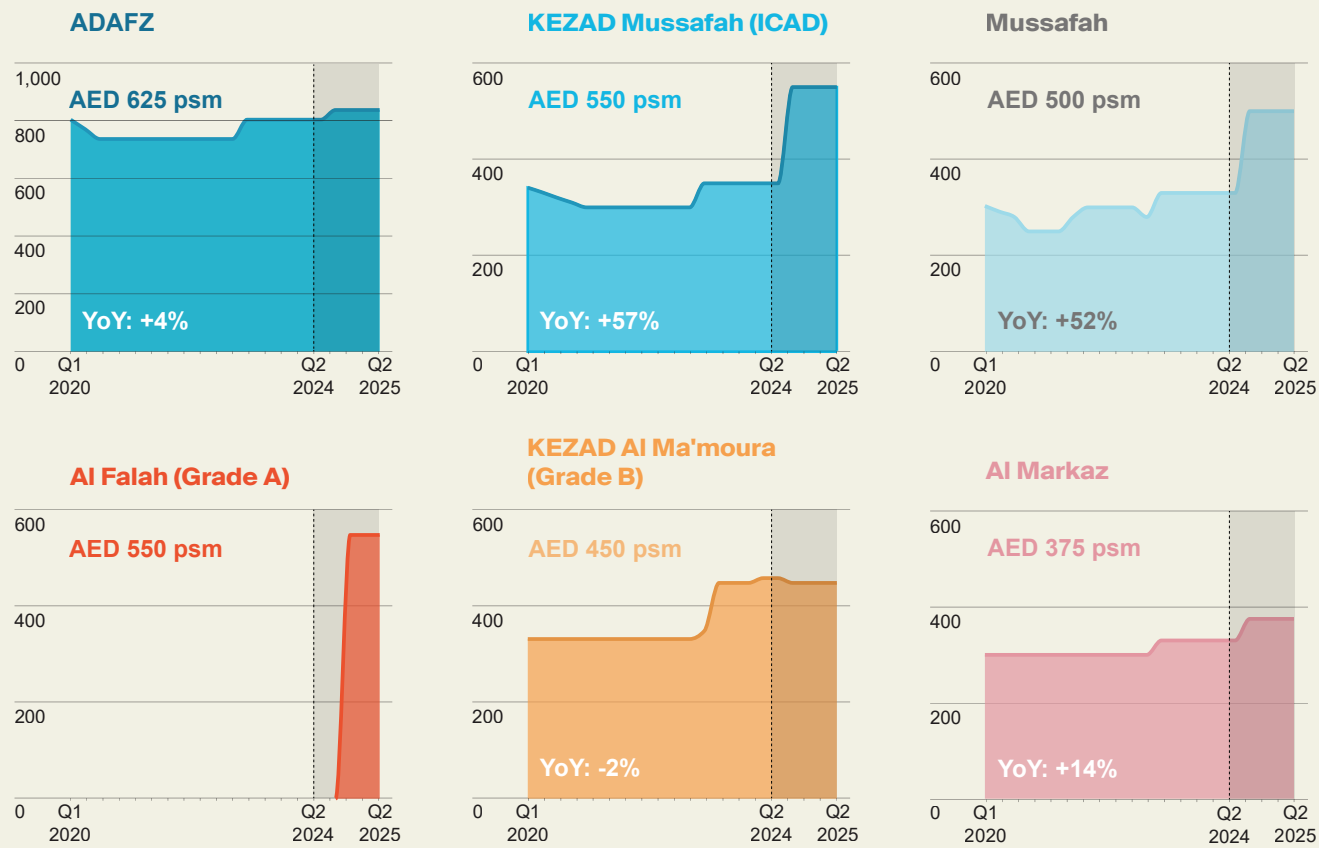 ADAFZ
1,000
AED 625 psm
800
600
400
200
YoY: +4%
0
Q1
2020
Q2
2024
Q2
2025
KEZAD Mussafah (ICAD)
600
AED 550 psm
400
200
YoY: +57%
0
Q1
2020
Q2
2024
Q2
2025
Mussafah
600
AED 500 psm
400
200
YoY: +52%
0
Q1
2020
Q2
2024
Q2
2025
Al Falah (Grade A)
600
AED 550 psm
400
200
0
Q1
2020
Q2
2024
Q2
2025
KEZAD Al Ma'moura
(Grade B)
600
AED 450 psm
400
200
YoY: -2%
0
Q1
2020
Q2
2024
Q2
2025
Al Markaz
600
AED 375 psm
400
200
YoY: +14%
0
Q1
2020
Q2
2024
Q2
2025